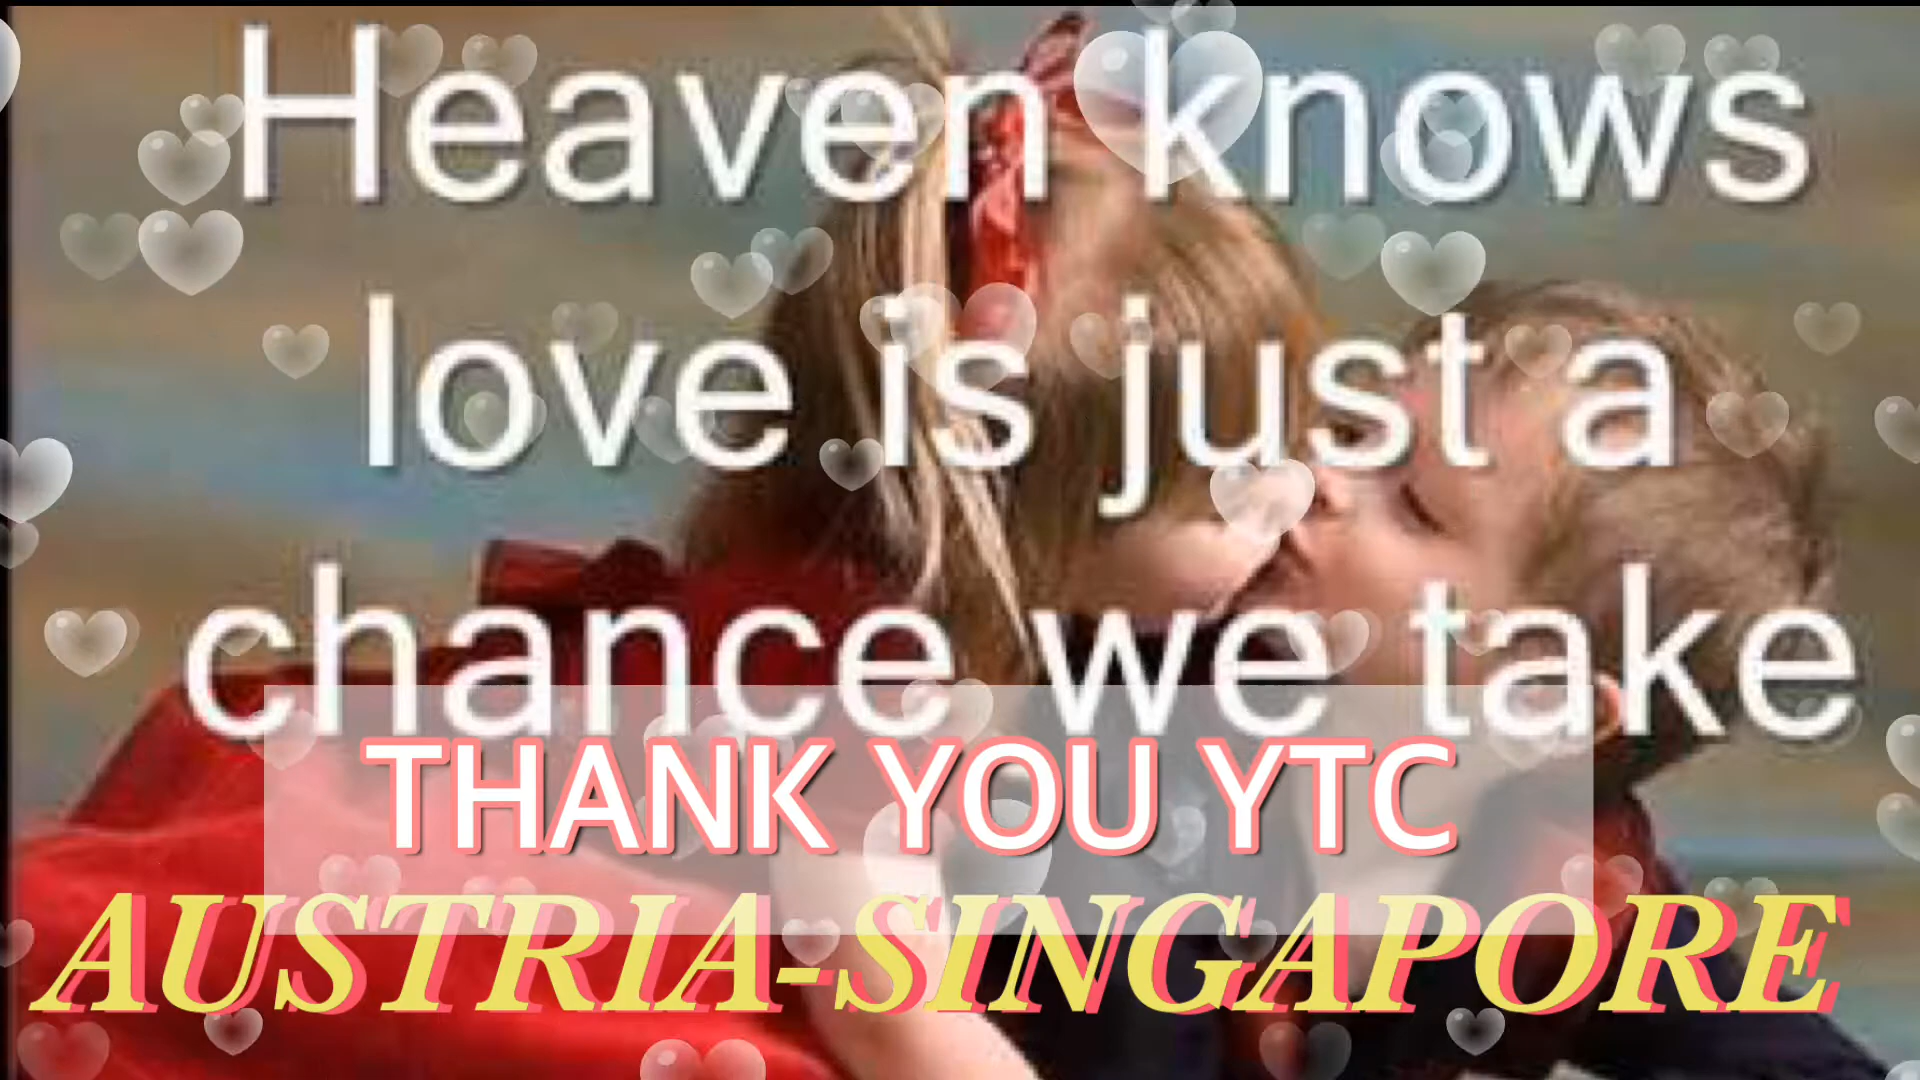 Heaven knows
love is just a
chance we take
THANK YOU YTC
AUSTRIA-SINGAPORE